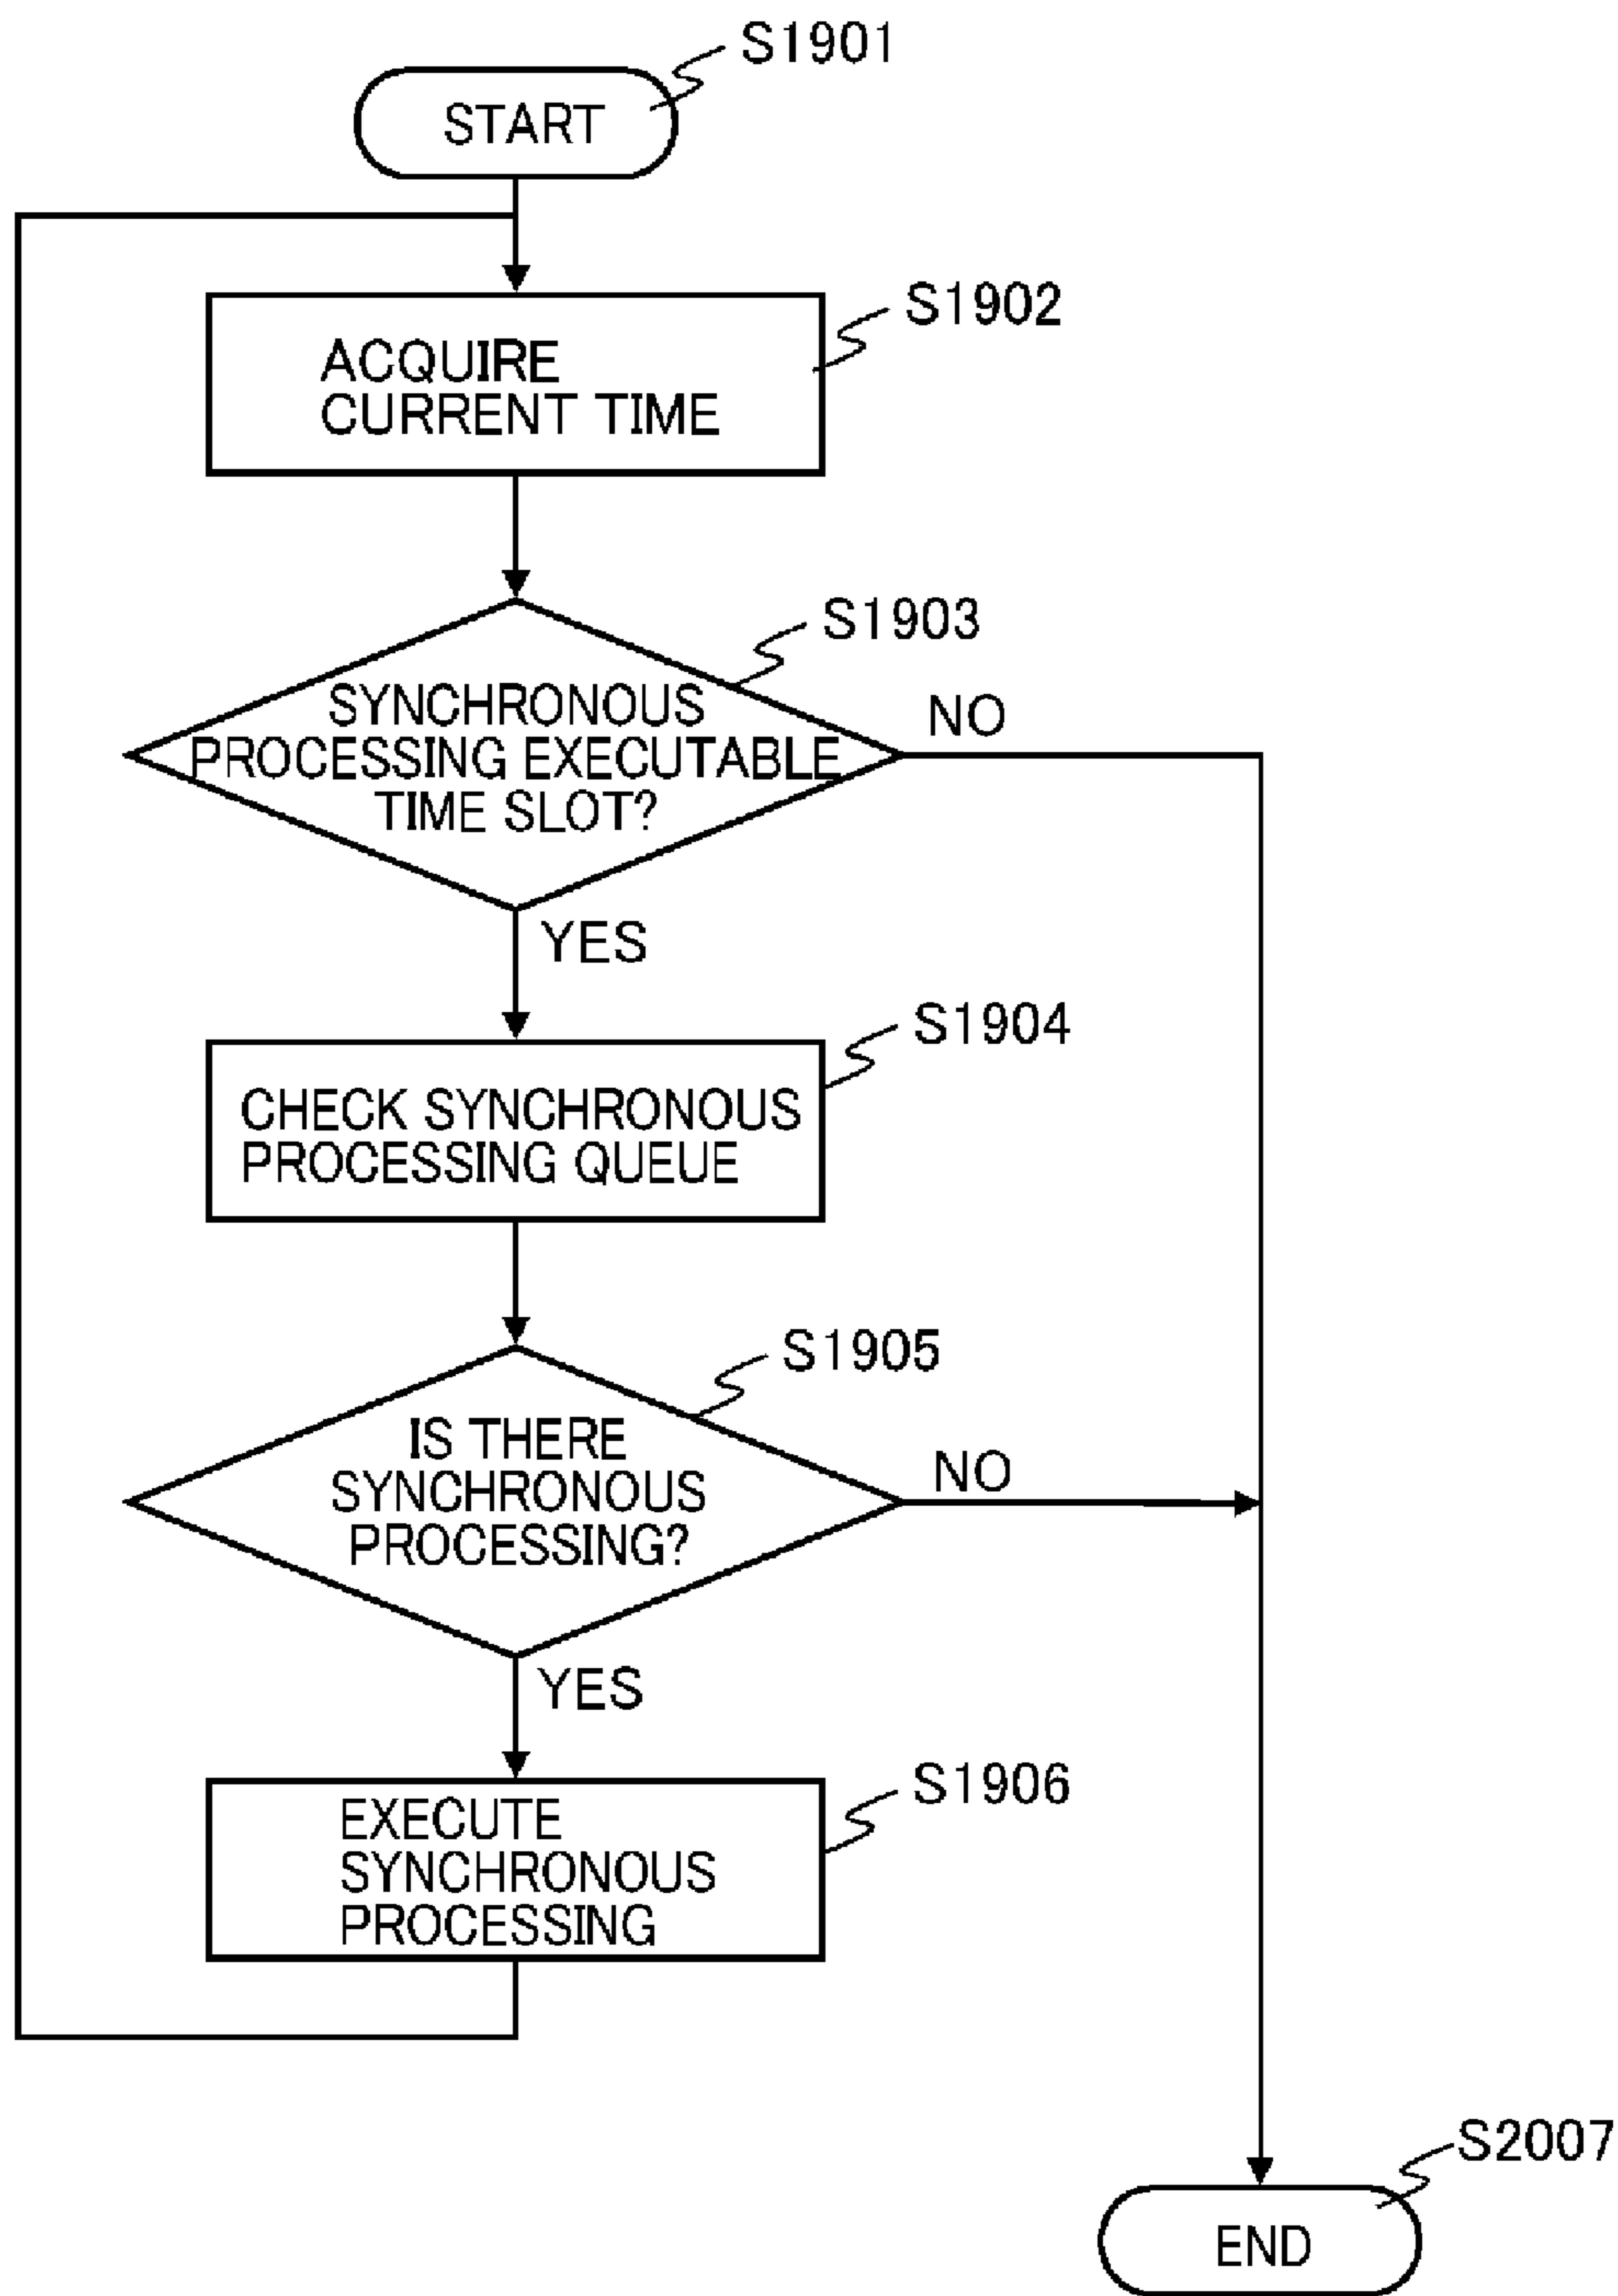 S1901
START
S1902
ACQUIRE
CURRENT TIME
S1903
SYNCHRONOUS
PROCESSING EXECUTABLE
TIME SLOT?
NO
YES
S1904
CHECK SYNCHRONOUS
PROCESSING QUEUE
S1905
IS THERE
SYNCHRONOUS
PROCESSING?
NO
YES
S1906
EXECUTE
SYNCHRONOUS
PROCESSING
S2007
END